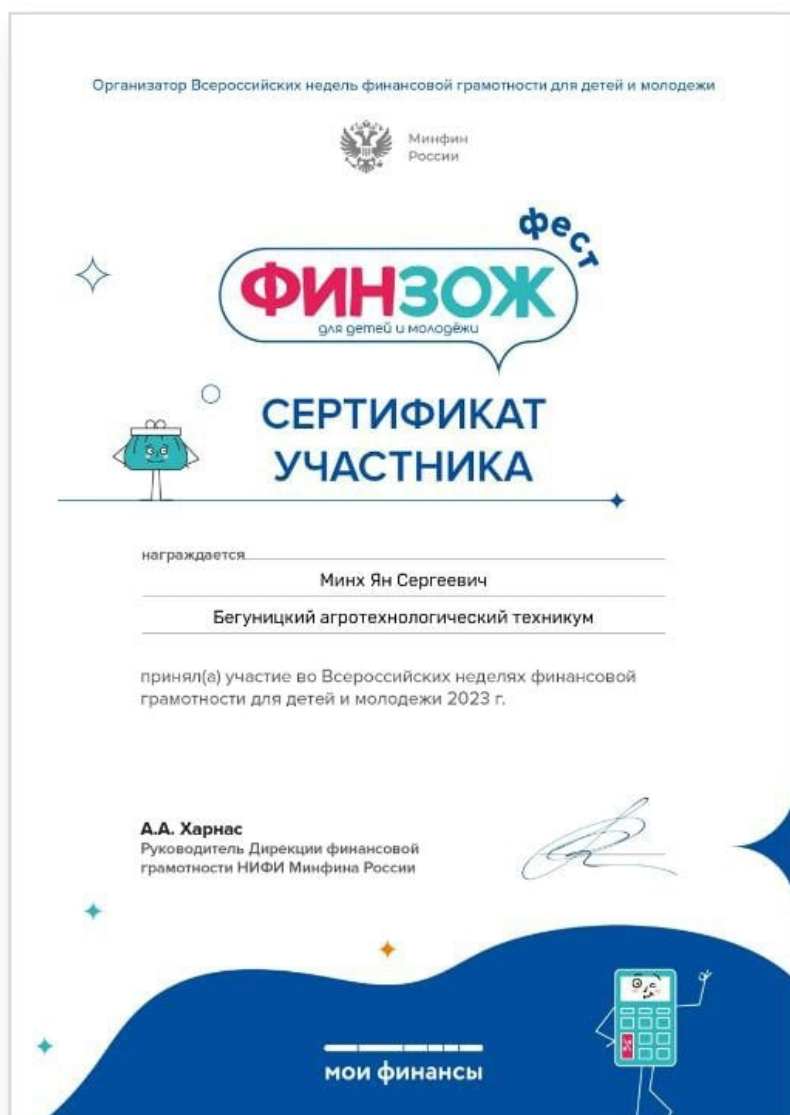 Организатор Всероссийских недель финансовой грамотности для детей и молодежи
Минфин
России
фест
ФИНЗОЖ
для детей и молодёжи
СЕРТИФИКАТ
УЧАСТНИКА
награждается
Минх Ян Сергеевич
Бегуницкий агротехнологический техникум
принял(а) участие во Всероссийских неделях финансовой
грамотности для детей и молодежи 2023 г.
А.А. Харнас
Руководитель Дирекции финансовой
грамотности НИФИ Минфина России
мои финансы